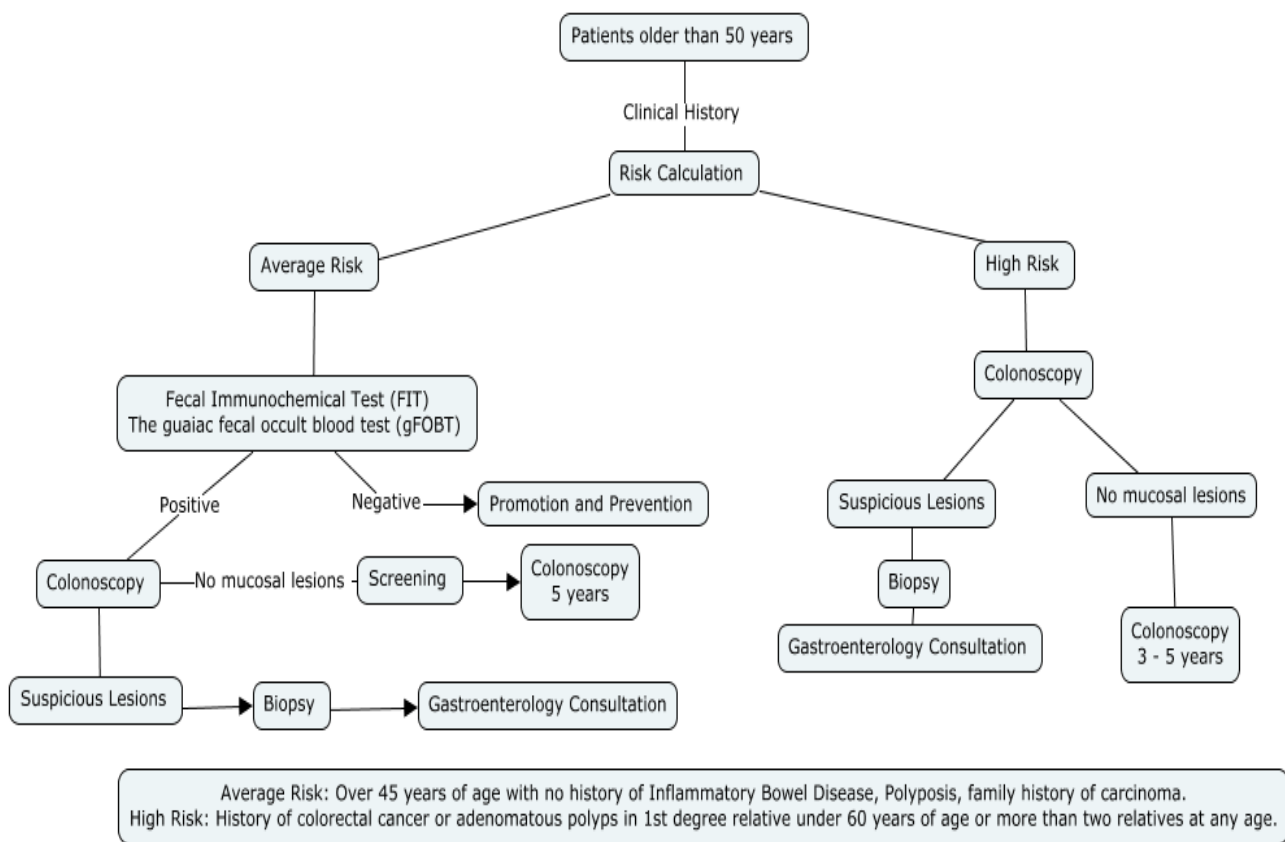 Patients older than 50 years
Clinical History
Risk Calculation
Average Risk
High Risk
Fecal Immunochemical Test (FIT)
The guaiac fecal occult blood test (gFOBT)
Colonoscopy
Positive
Negative
Promotion and Prevention
Suspicious Lesions
No mucosal lesions
Colonoscopy
No mucosal lesions
Screening
Colonoscopy
5 years
Biopsy
Gastroenterology Consultation
Colonoscopy
3 - 5 years
Suspicious Lesions
Biopsy
Gastroenterology Consultation
Average Risk: Over 45 years of age with no history of Inflammatory Bowel Disease, Polyposis, family history of carcinoma.
High Risk: History of colorectal cancer or adenomatous polyps in 1st degree relative under 60 years of age or more than two relatives at any age.